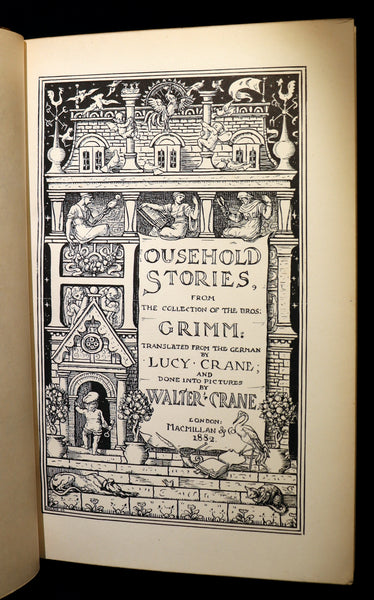 HOUSEHOLD
STORIES,
FROM
THE COLLECTION OF THE BROS:
GRIMM:
TRANSLATED FROM THE GERMAN
BY
LUCY CRANE;
AND
DONE INTO PICTURES
BY
WALTER CRANE
LONDON:
MACMILLAN & Co
1882